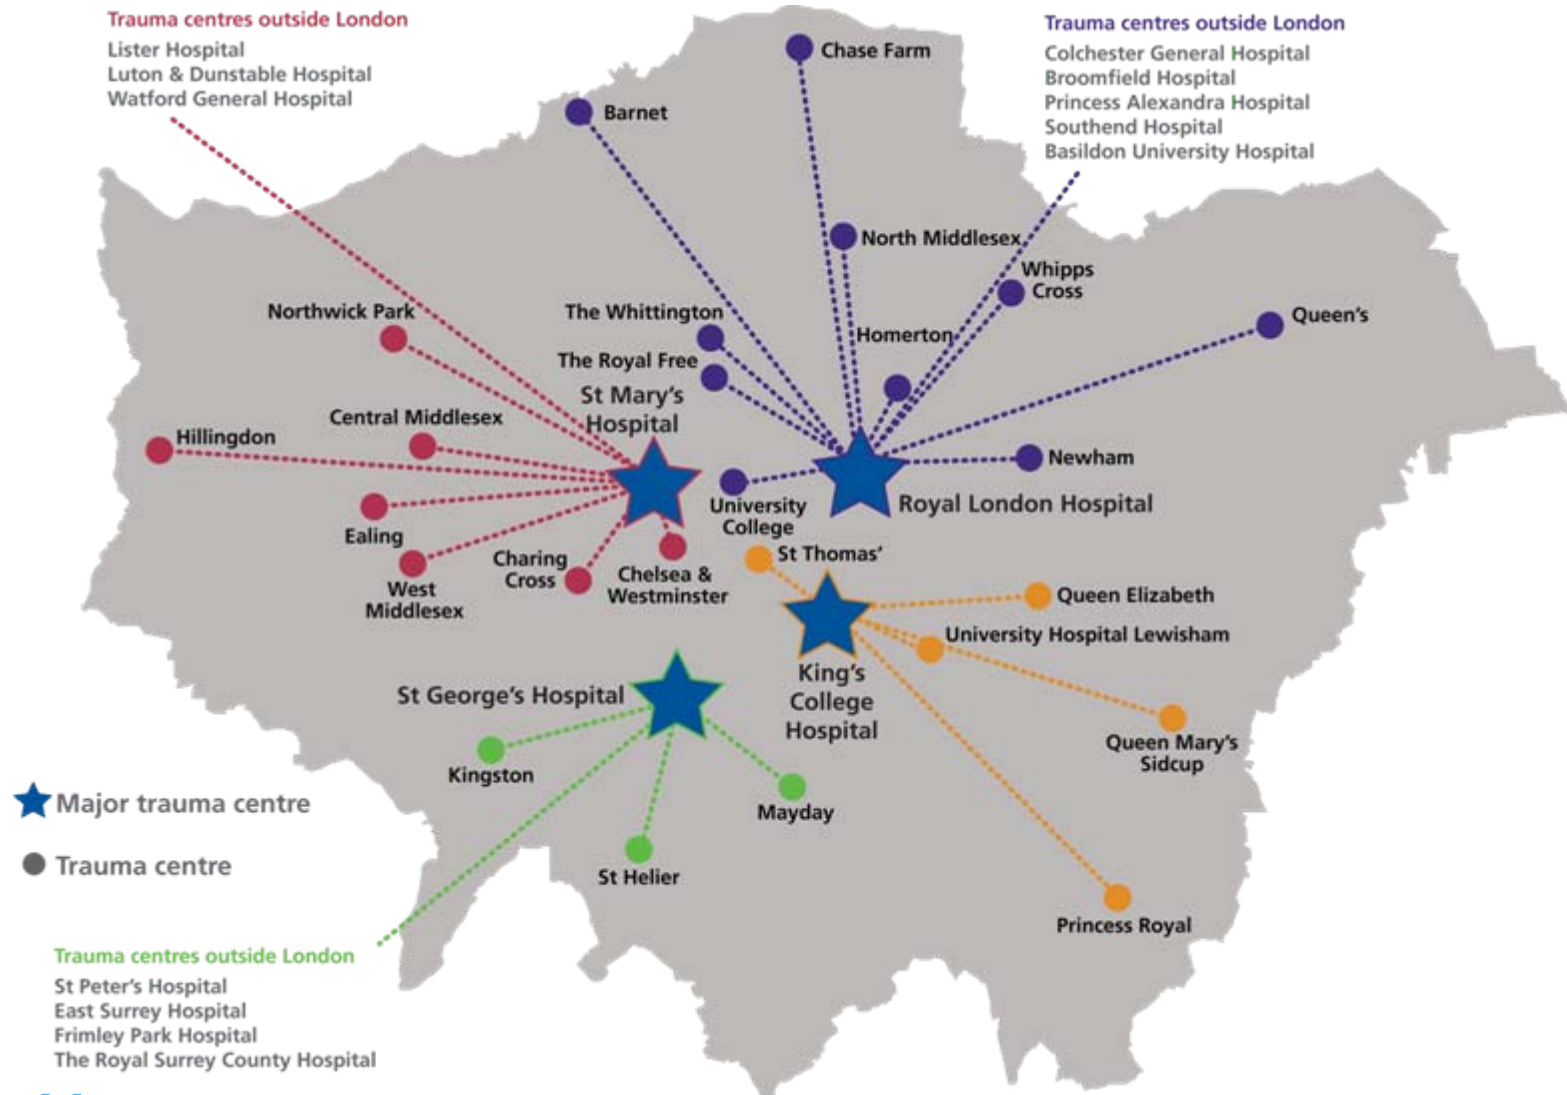 Trauma centres outside London
Lister Hospital
Luton & Dunstable Hospital
Watford General Hospital
Trauma centres outside London
Colchester General Hospital
Broomfield Hospital
Princess Alexandra Hospital
Southend Hospital
Basildon University Hospital
Chase Farm
Barnet
North Middlesex
Whipps
Cross
Northwick Park
The Whittington
Homerton
Queen's
The Royal Free
St Mary's
Hospital
Central Middlesex
Hillingdon
Newham
University
College
Royal London Hospital
Ealing
West
Middlesex
Charing
Cross
Chelsea &
Westminster
St Thomas'
Queen Elizabeth
University Hospital Lewisham
King's
College
Hospital
St George's Hospital
Queen Mary's
Sidcup
Kingston
Mayday
St Helier
Princess Royal
Major trauma centre
Trauma centre
Trauma centres outside London
St Peter's Hospital
East Surrey Hospital
Frimley Park Hospital
The Royal Surrey County Hospital